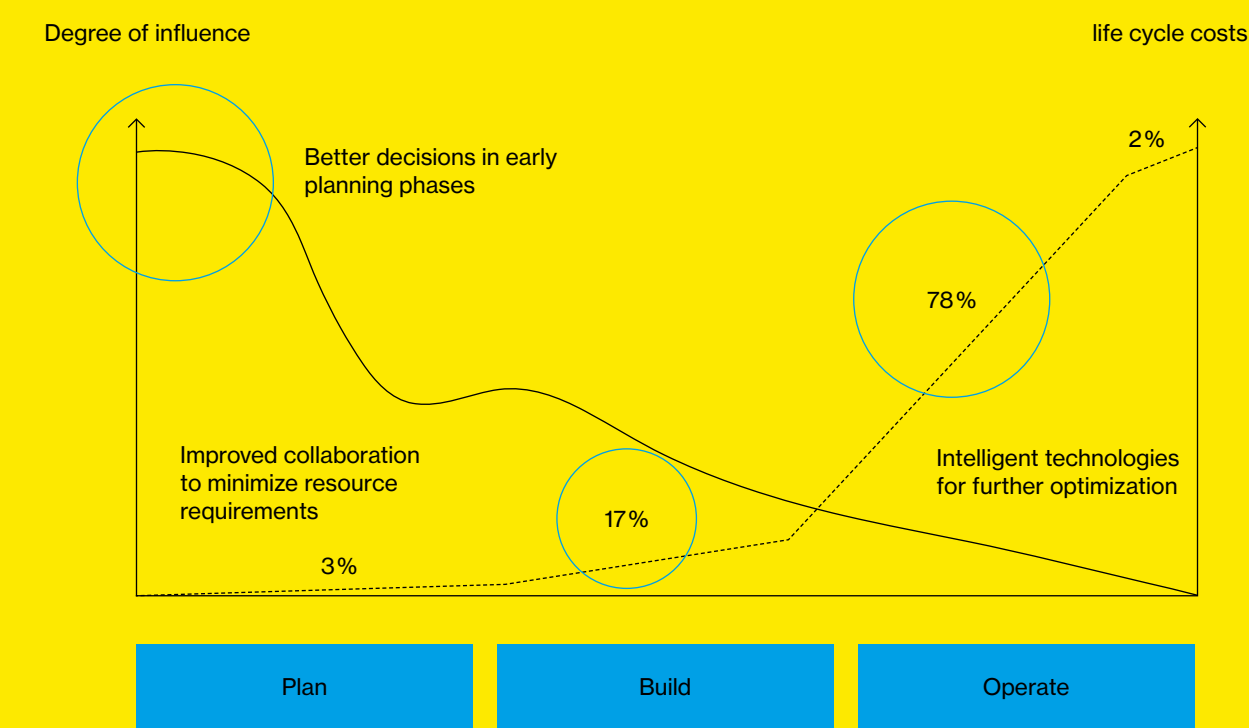 Degree of influence
life cycle costs
2%
Better decisions in early
planning phases
78%
Improved collaboration
to minimize resource
requirements
Intelligent technologies
for further optimization
17%
3%
Plan
Build
Operate